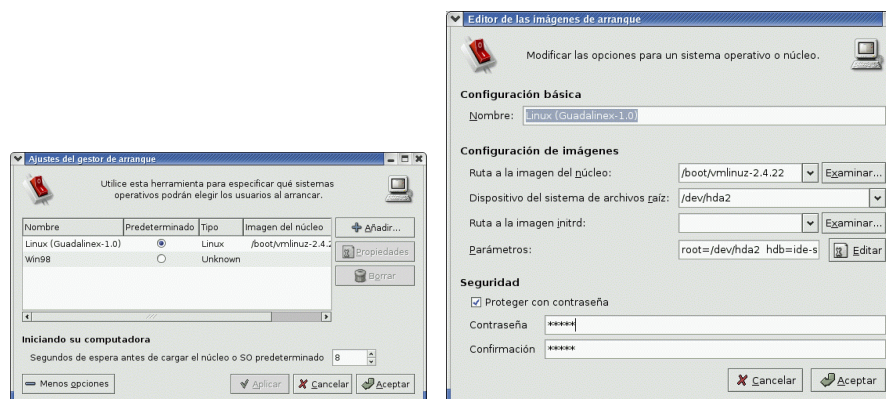 Ajustes del gestor de arranque
Utilice esta herramienta para especificar qué sistemas
operativos podrán elegir los usuarios al arrancar.
Nombre Predeterminado Tipo Imagen del núcleo
Linux (Guadalinex-1.0) Linux /boot/vmlinuz-2.4.2
Win98 Unknown
Añadir...
Propiedades
Borrar
Iniciando su computadora
Segundos de espera antes de cargar el núcleo o SO predeterminado 8
Menos opciones Aplicar Cancelar Aceptar
Editor de las imágenes de arranque
Modificar las opciones para un sistema operativo o núcleo.
Configuración básica
Nombre: Linux (Guadalinex-1.0)
Configuración de imágenes
Ruta a la imagen del núcleo: /boot/vmlinuz-2.4.22 Examinar...
Dispositivo del sistema de archivos raíz: /dev/hda2
Ruta a la imagen initrd: Examinar...
Parámetros: root=/dev/hda2 hdb=ide-s Editar
Seguridad
Proteger con contraseña
Contraseña *****
Confirmación *****
Cancelar Aceptar